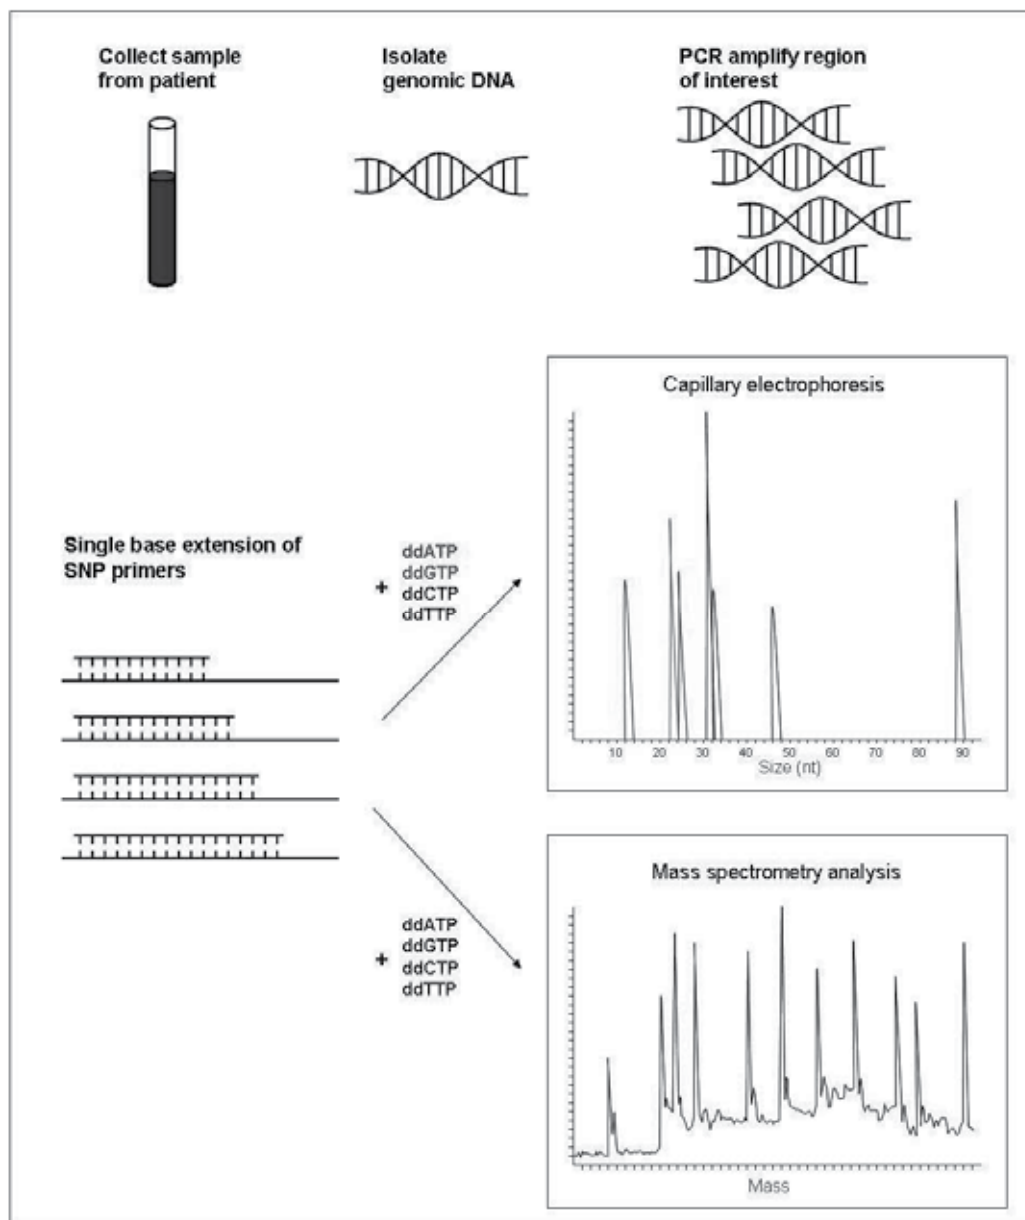 Collect sample
from patient
Isolate
genomic DNA
PCR amplify region
of interest
Capillary electrophoresis
10 20 30 40 50 60 70 80 90
Size (nt)
Single base extension of
SNP primers
+
ddATP
ddGTP
ddCTP
ddTTP
+
ddATP
ddGTP
ddCTP
ddTTP
Mass spectrometry analysis
Mass